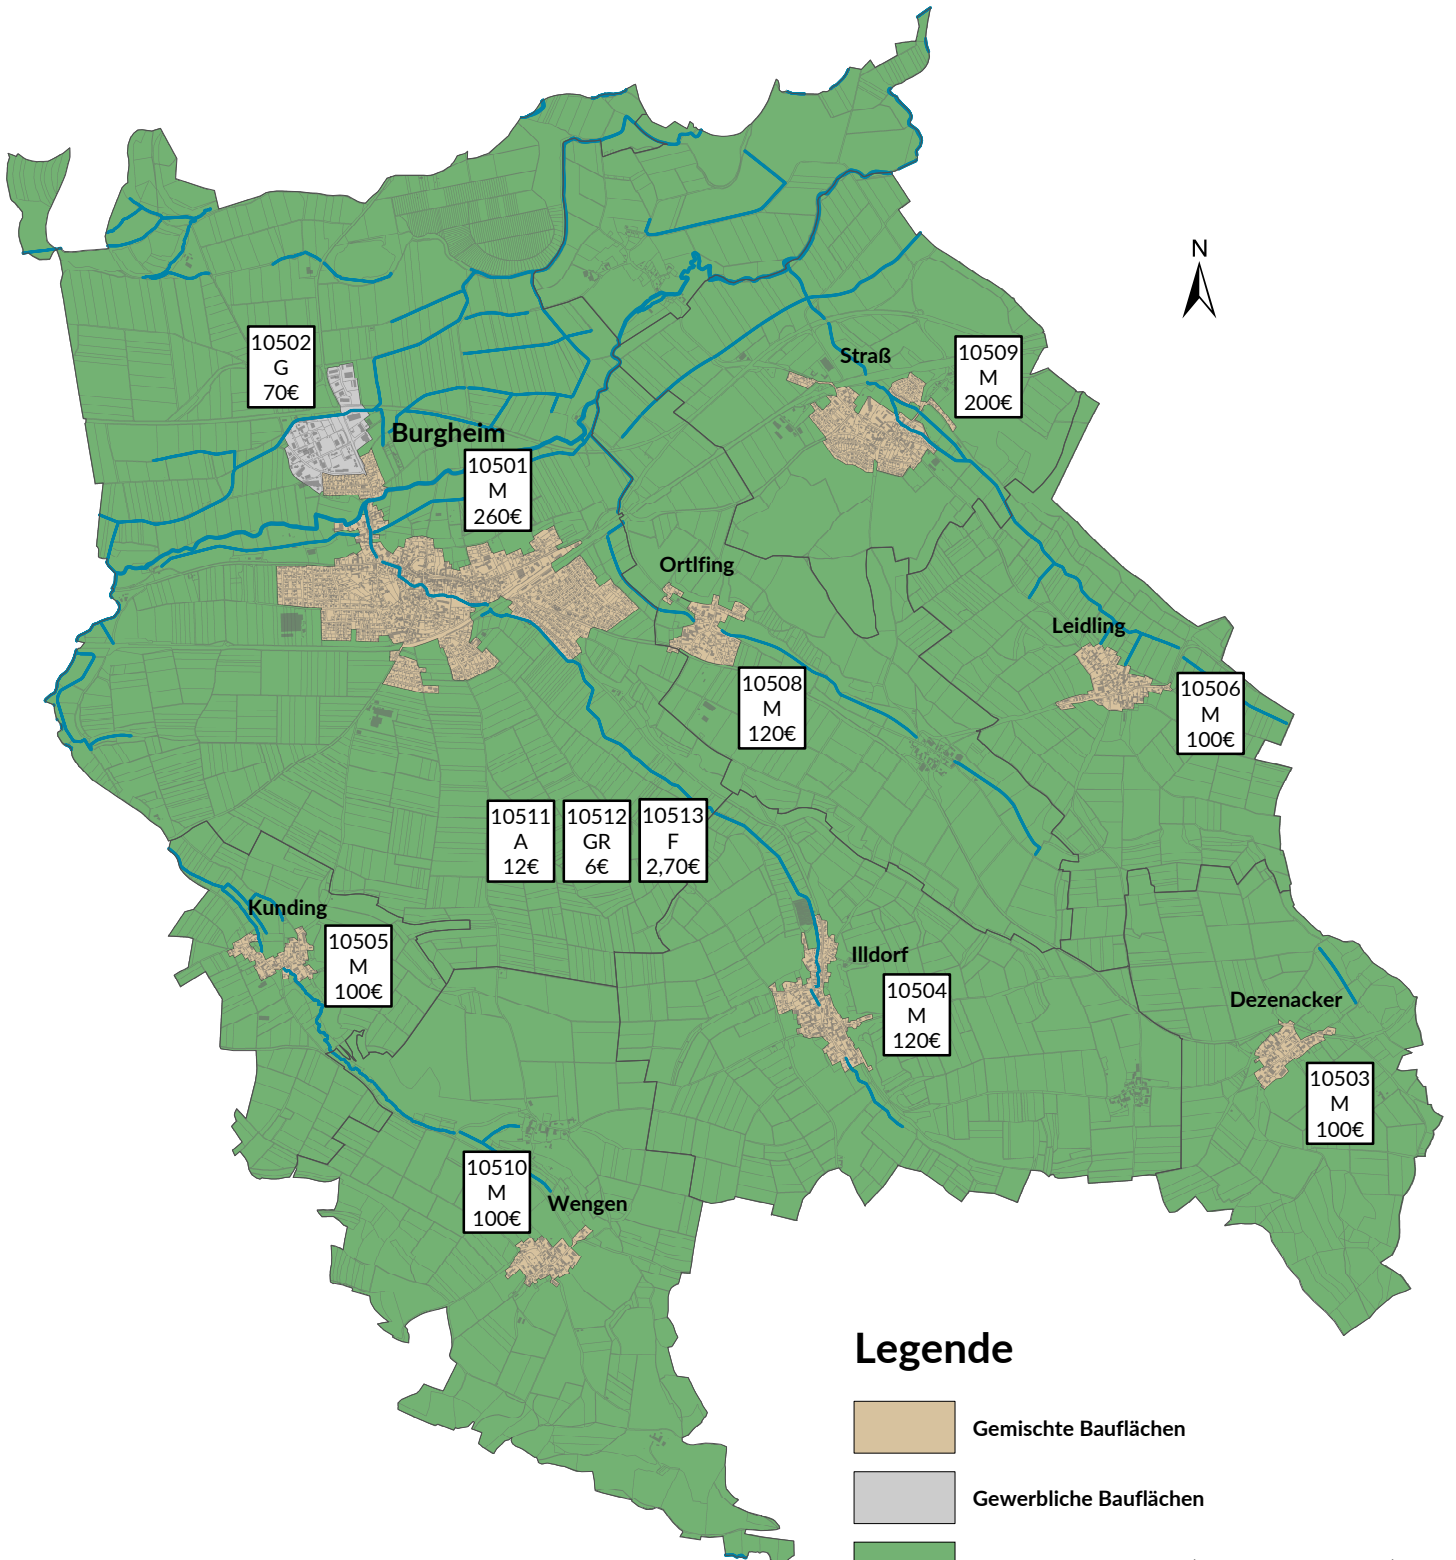 N
10502
G
70€
Straß
10509
M
200€
Burgheim
10501
M
260€
Ortlfing
Leidling
10508
M
120€
10506
M
100€
10511
A
12€
10512
GR
6€
10513
F
2,70€
Kunding
10505
M
100€
Illdorf
10504
M
120€
Dezenacker
10503
M
100€
10510
M
100€
Wengen
Legende
Gemischte Bauflächen
Gewerbliche Bauflächen